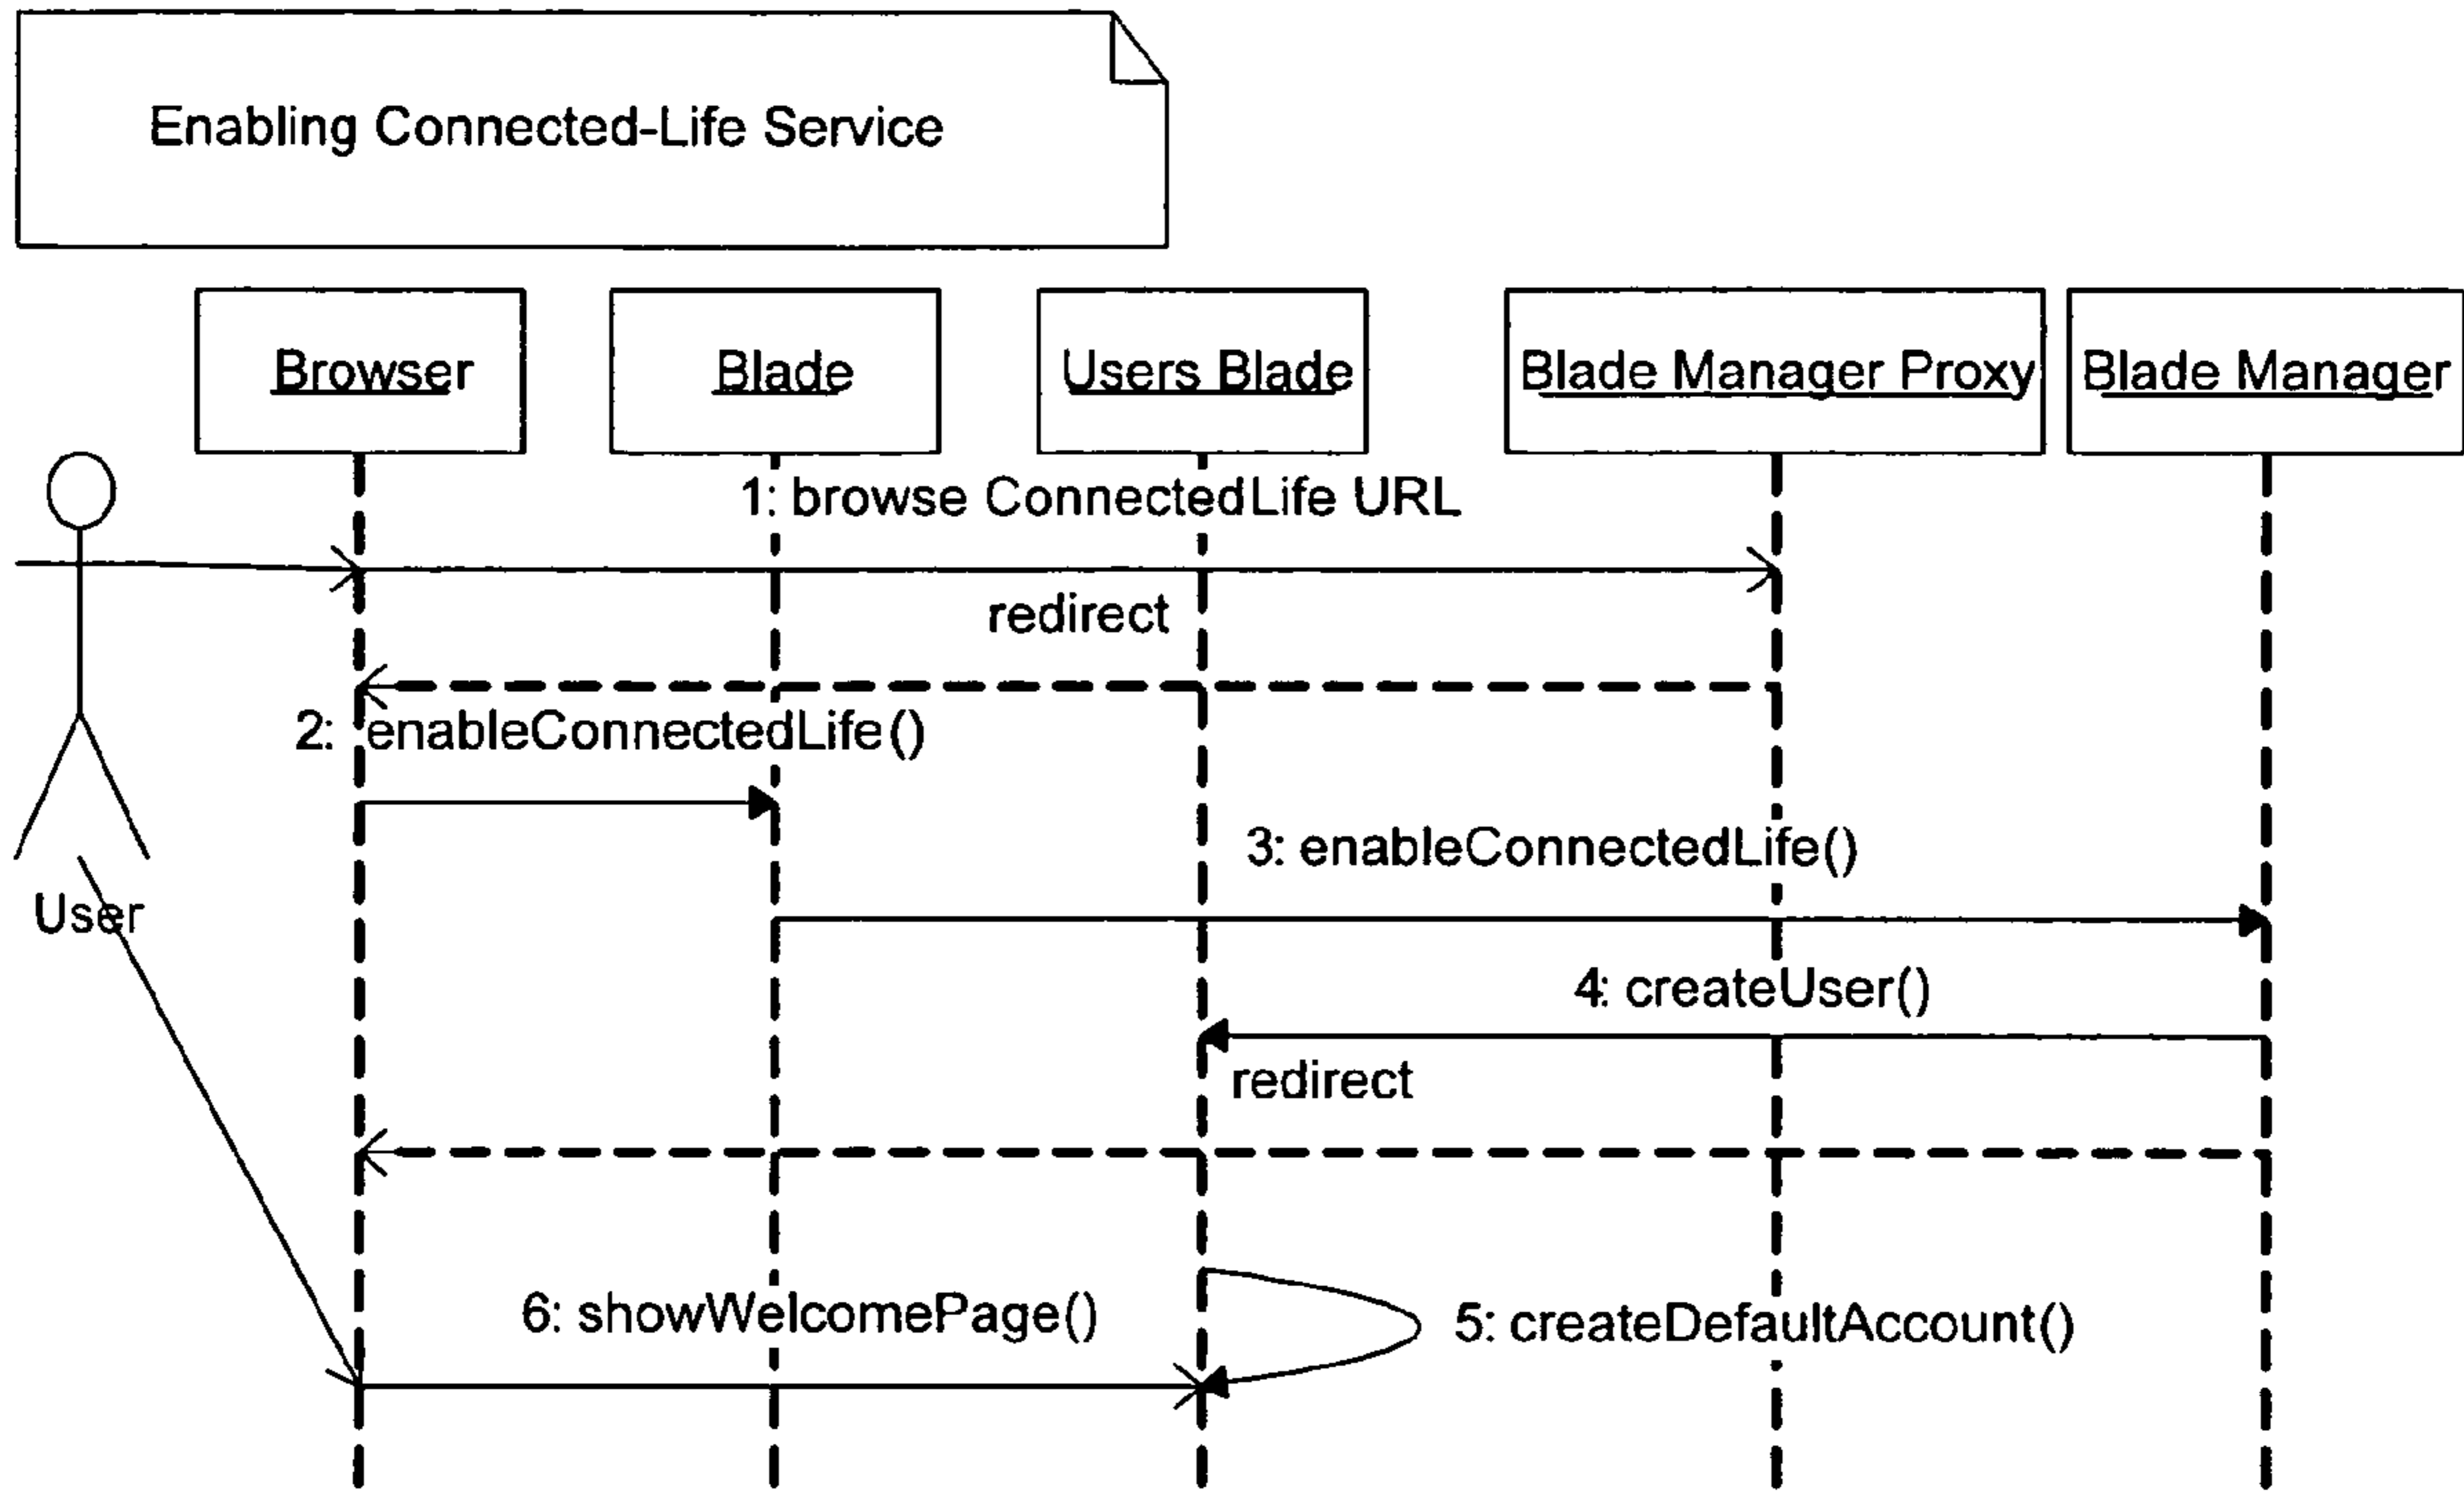 Enabling Connected-Life Service
Browser
Blade
Users Blade
Blade Manager Proxy
Blade Manager
1: browse ConnectedLife URL
redirect
2: enableConnectedLife()
3: enableConnectedLife()
User
4: createUser()
redirect
6: showWelcomePage()
5: createDefaultAccount()